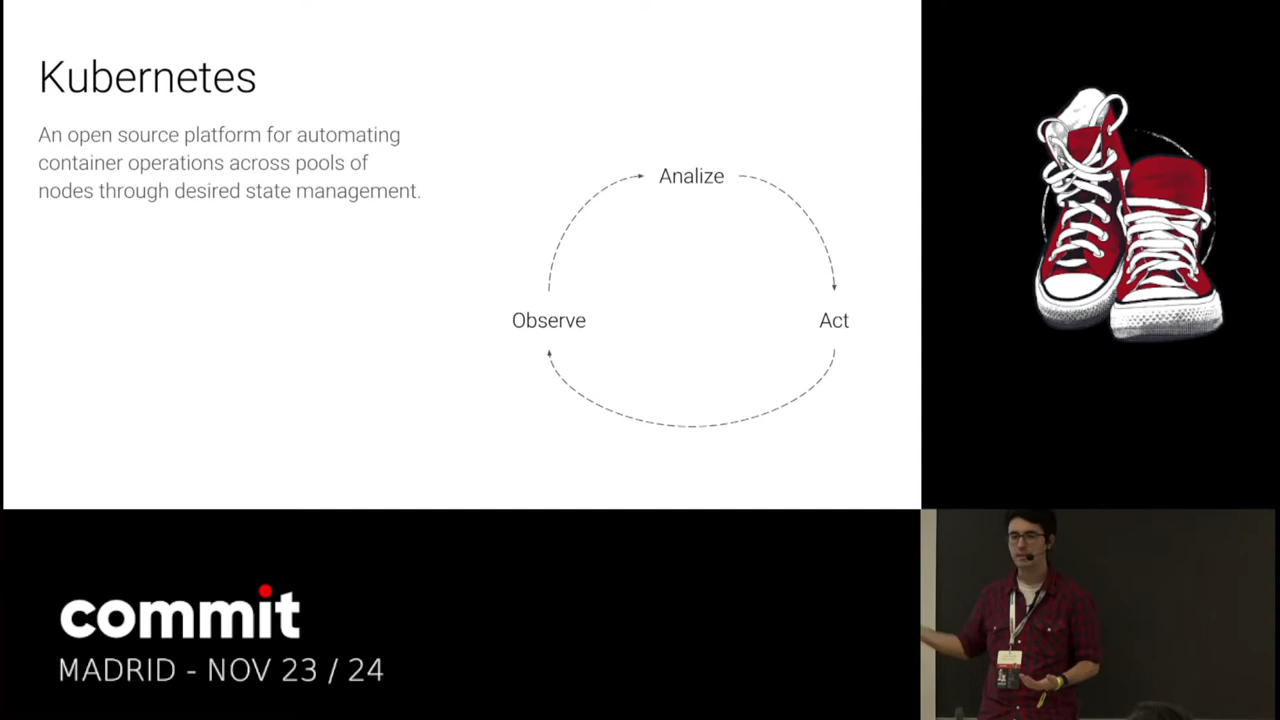 Kubernetes
An open source platform for automating
container operations across pools of
nodes through desired state management.
Analize
Observe
Act
commit
MADRID - NOV 23 / 24